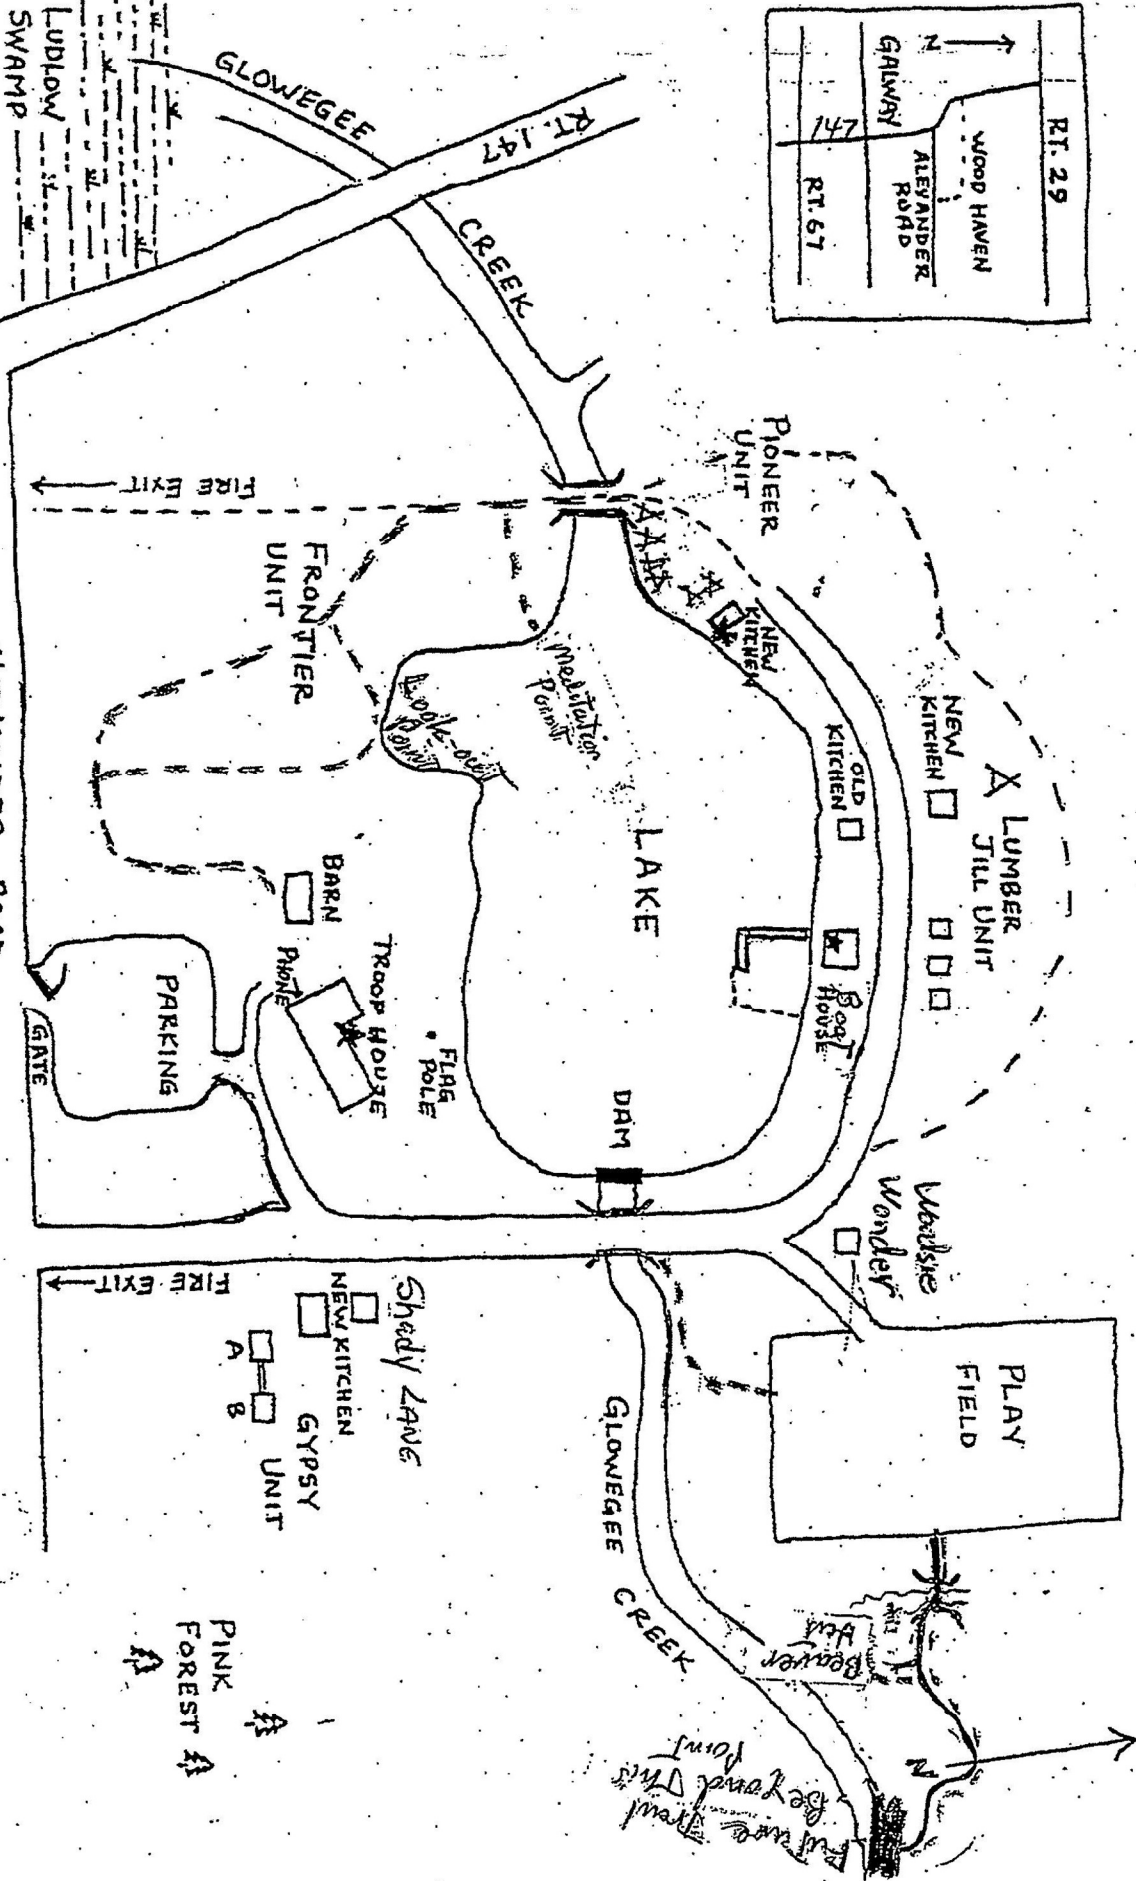 RT. 29
WOOD HAVEN
ALEXANDER
ROAD
GALWAY
N
147
RT. 67
GLOWEGEE
CREEK
RT. 147
LUDLOW
SWAMP
PIONEER
UNIT
NEW
KITCHEN
NEW
KITCHEN
LUMBER
JILL UNIT
OLD
KITCHEN
Boat
HOUSE
FIRE EXIT
FRONTIER
UNIT
Meditation
Point
Look-out
Point
LAKE
BARN
PHONE
TROOP HOUSE
FLAG
POLE
DAM
PARKING
GATE
Woodsie
Wonder
PLAY
FIELD
FIRE EXIT
Shady LANE
NEW KITCHEN
A
B
GYPSY
UNIT
GLOWEGEE
CREEK
Beaver
PINK
FOREST
Beyond This
Point
N